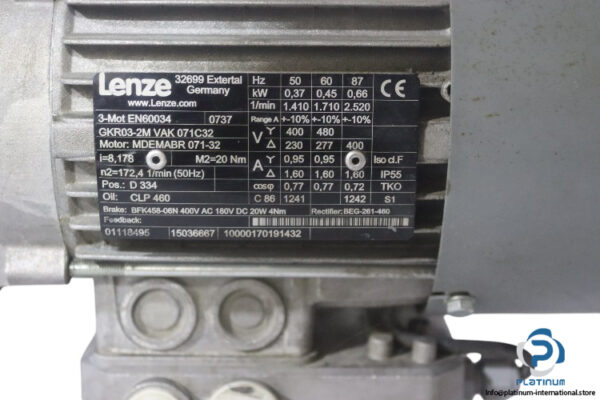 Lenze 32699 Extertal Germany
www.Lenze.com
3-Mot EN60034 0737
GKR03-2M VAK 071C32
Motor: MDEMABR 071-32
i=8,178 M2=20 Nm
n2=172,4 1/min (50Hz)
Pos.: D 334
Oil: CLP 460
Hz 50 60 87
kW 0,37 0,45 0,66
1/min 1.410 1.710 2.520
Range A +-10% +-10% +-10%
V Y 400 480
Δ 230 277 400
A Y 0,95 0,95 Iso cl.F
Δ 1,60 1,60 1,60 IP55
cosφ 0,77 0,77 0,72 TKO
C 86 1241 1242 S1
CE
Brake: BFK458-06N 400V AC 180V DC 20W 4Nm Rectifier: BEG-261-460
Feedback:
01118495 15036667 10000170191432
PLATINUM
info@platinum-international.store